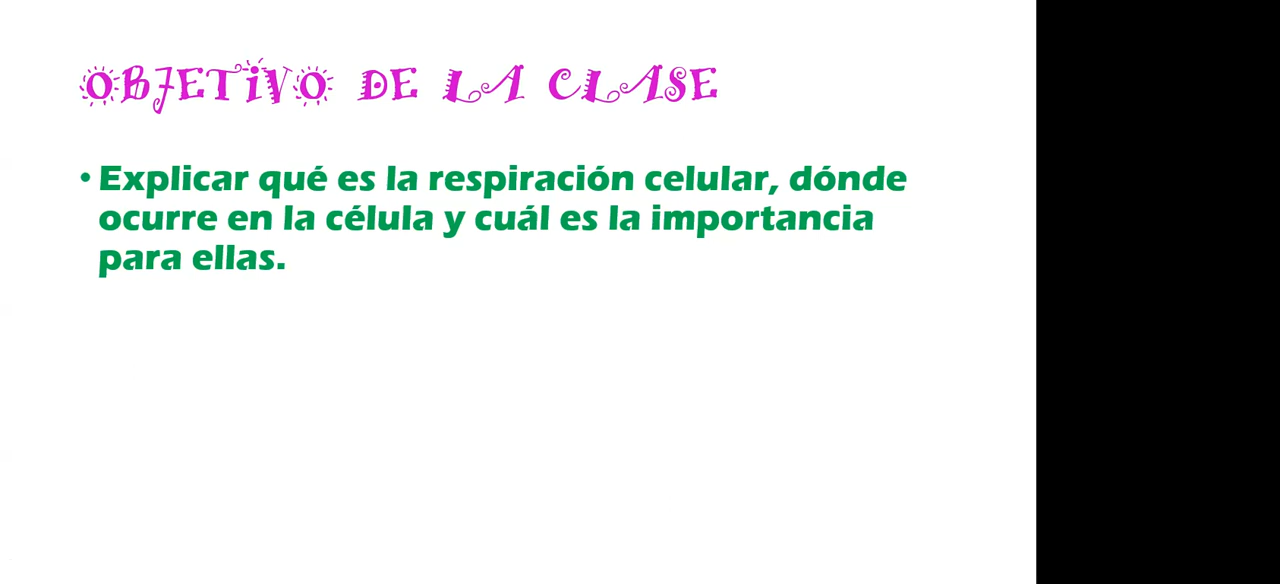 OBJETIVO DE LA CLASE
• Explicar qué es la respiración celular, dónde
ocurre en la célula y cuál es la importancia
para ellas.